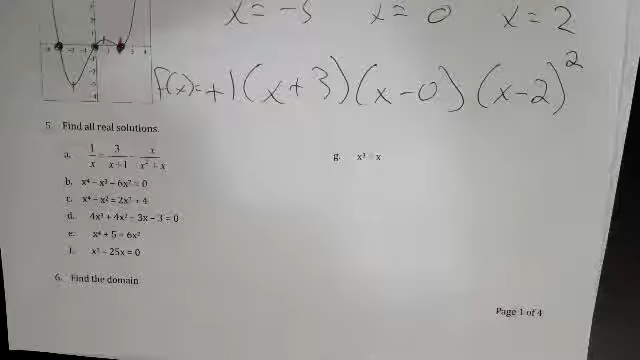 x = -3 x = 0 x = 2
f(x) = +1(x+3)(x-0)(x-2)²
5. Find all real solutions.
a. 1/x = 3/(x+1) - x/(x²+x)
g. x³ = x
b. x⁴ - x³ - 6x² = 0
c. x⁴ - x² = 2x² + 4
d. 4x³ + 4x² - 3x - 3 = 0
e. x⁴ + 5 = 6x²
f. x³ - 25x = 0
6. Find the domain
Page 1 of 4